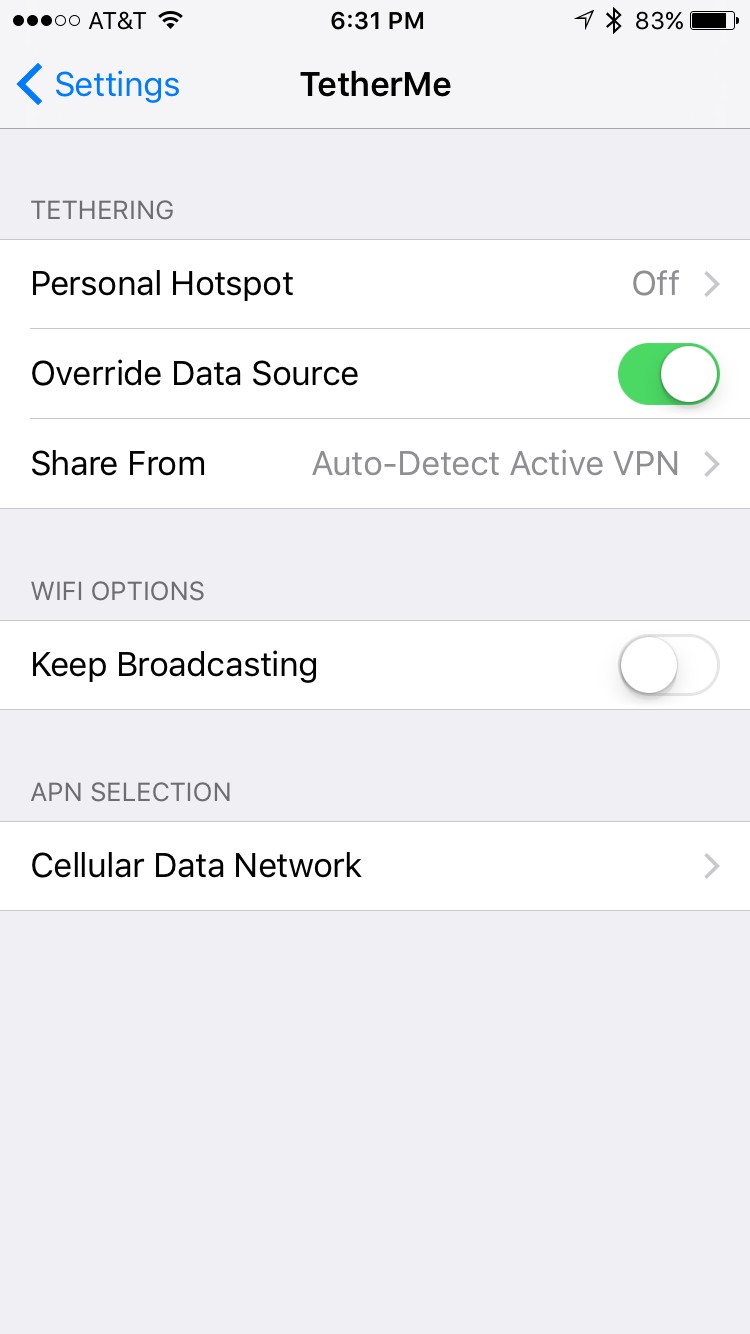 AT&T 6:31 PM 83%
Settings TetherMe
TETHERING
Personal Hotspot Off
Override Data Source
Share From Auto-Detect Active VPN
WIFI OPTIONS
Keep Broadcasting
APN SELECTION
Cellular Data Network